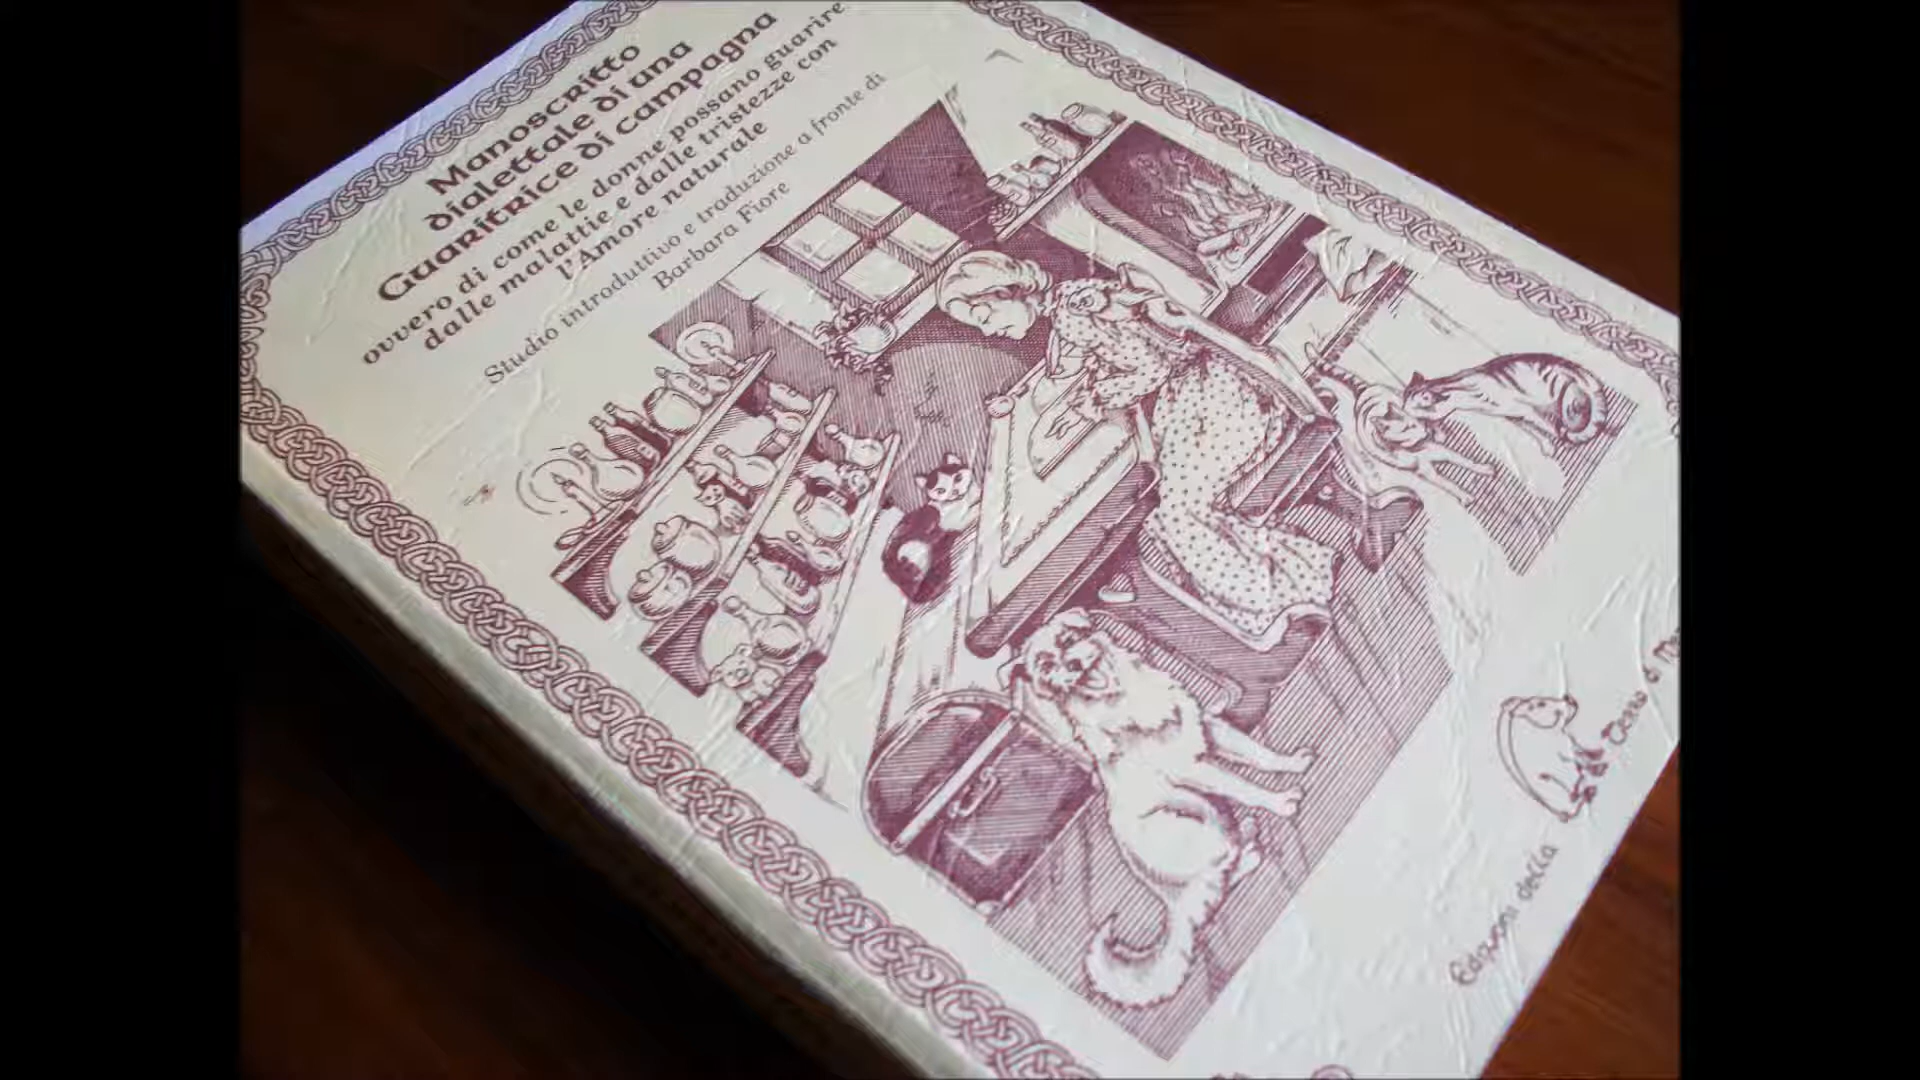 Manoscritto
dialettale di una
Guaritrice di campagna
ovvero di come le donne possano guarire
dalle malattie e dalle tristezze con
l'Amore naturale
Studio introduttivo e traduzione a fronte di
Barbara Fiore
Edizioni della